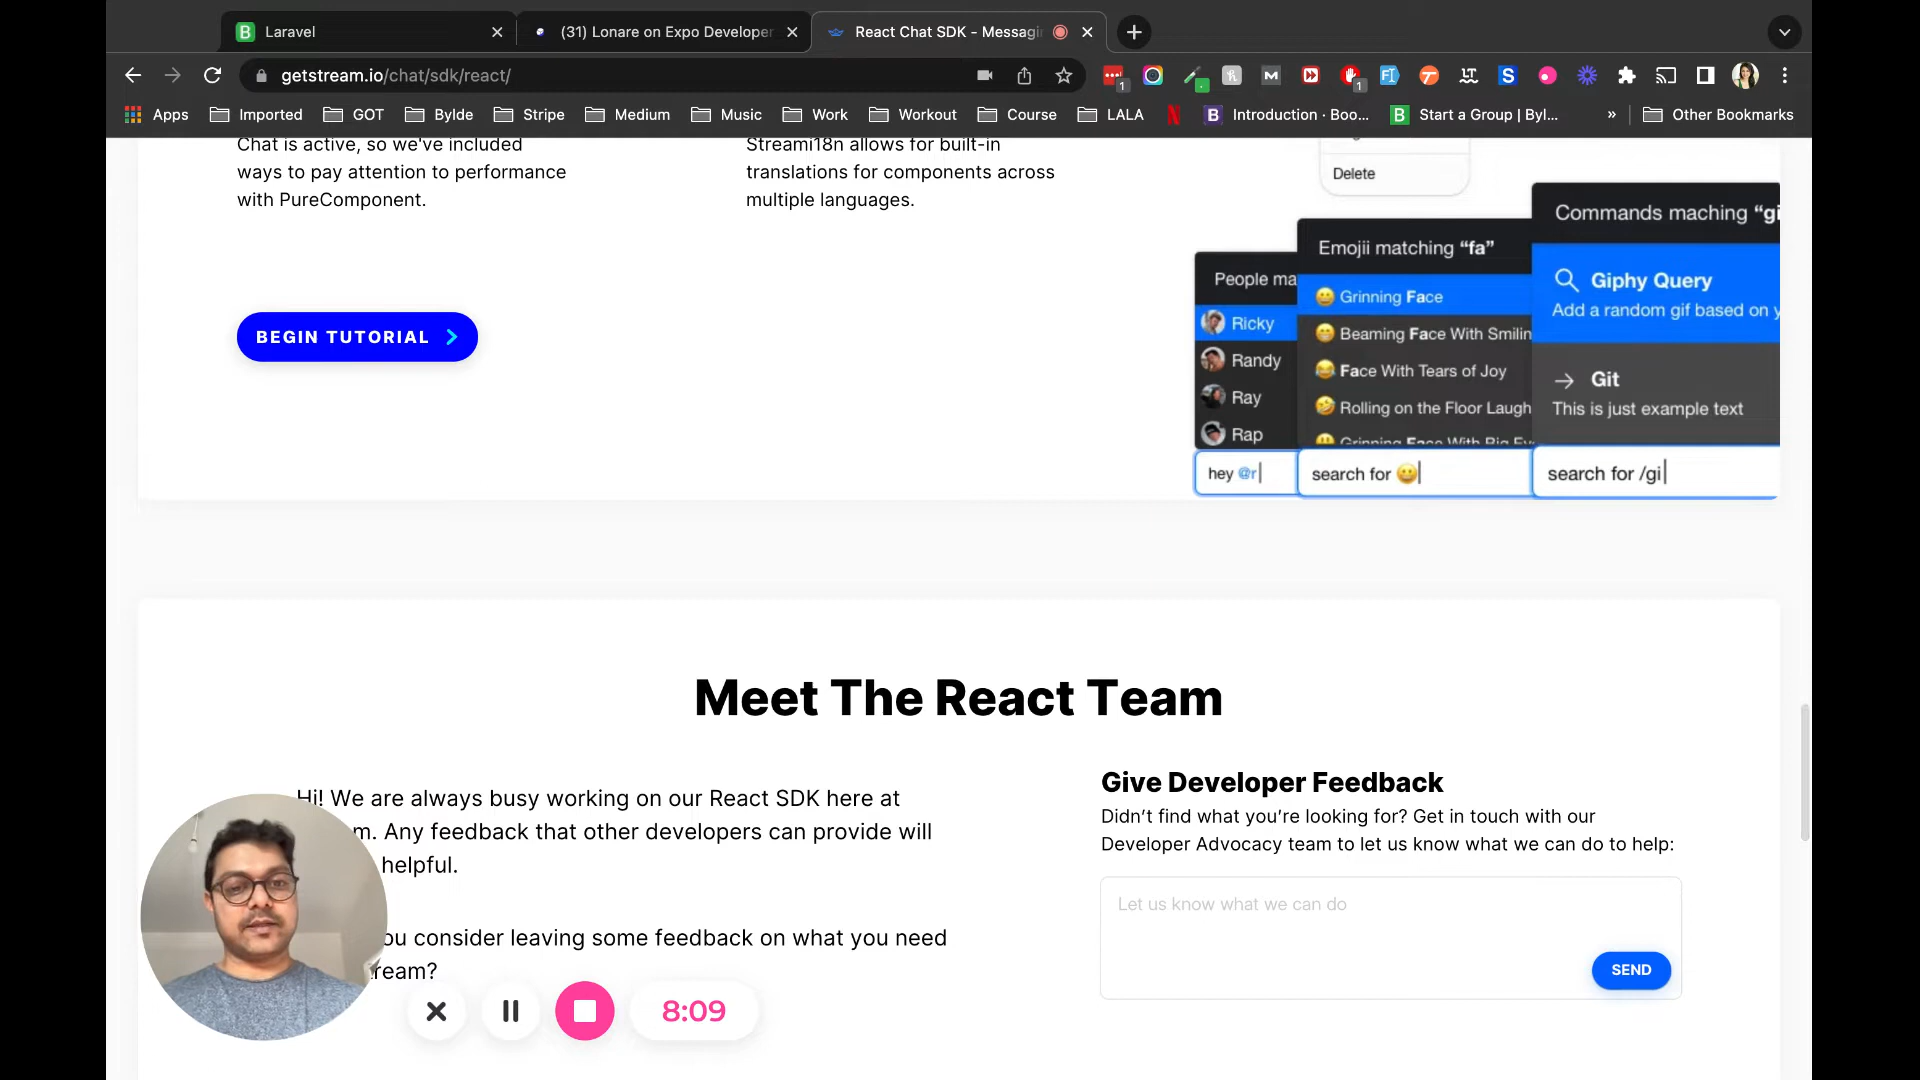 Laravel
(31) Lonare on Expo Developer
React Chat SDK - Messagi
getstream.io/chat/sdk/react/
1
1
Apps
Imported
GOT
Bylde
Stripe
Medium
Music
Work
Workout
Course
LALA
Introduction · Boo...
Start a Group | Byl...
»
Other Bookmarks
Chat is active, so we've included
ways to pay attention to performance
with PureComponent.
Streami18n allows for built-in
translations for components across
multiple languages.
BEGIN TUTORIAL
Delete
People ma
Ricky
Randy
Ray
Rap
hey @r
Emojii matching “fa”
Grinning Face
Beaming Face With Smilin
Face With Tears of Joy
Rolling on the Floor Laugh
Grinning Face With Big Ey
search for 😀
Commands maching “gi
Giphy Query
Add a random gif based on y
Git
This is just example text
search for /gi
Meet The React Team
Hi! We are always busy working on our React SDK here at
m. Any feedback that other developers can provide will
helpful.
ou consider leaving some feedback on what you need
ream?
Give Developer Feedback
Didn’t find what you’re looking for? Get in touch with our
Developer Advocacy team to let us know what we can do to help:
Let us know what we can do
SEND
8:09